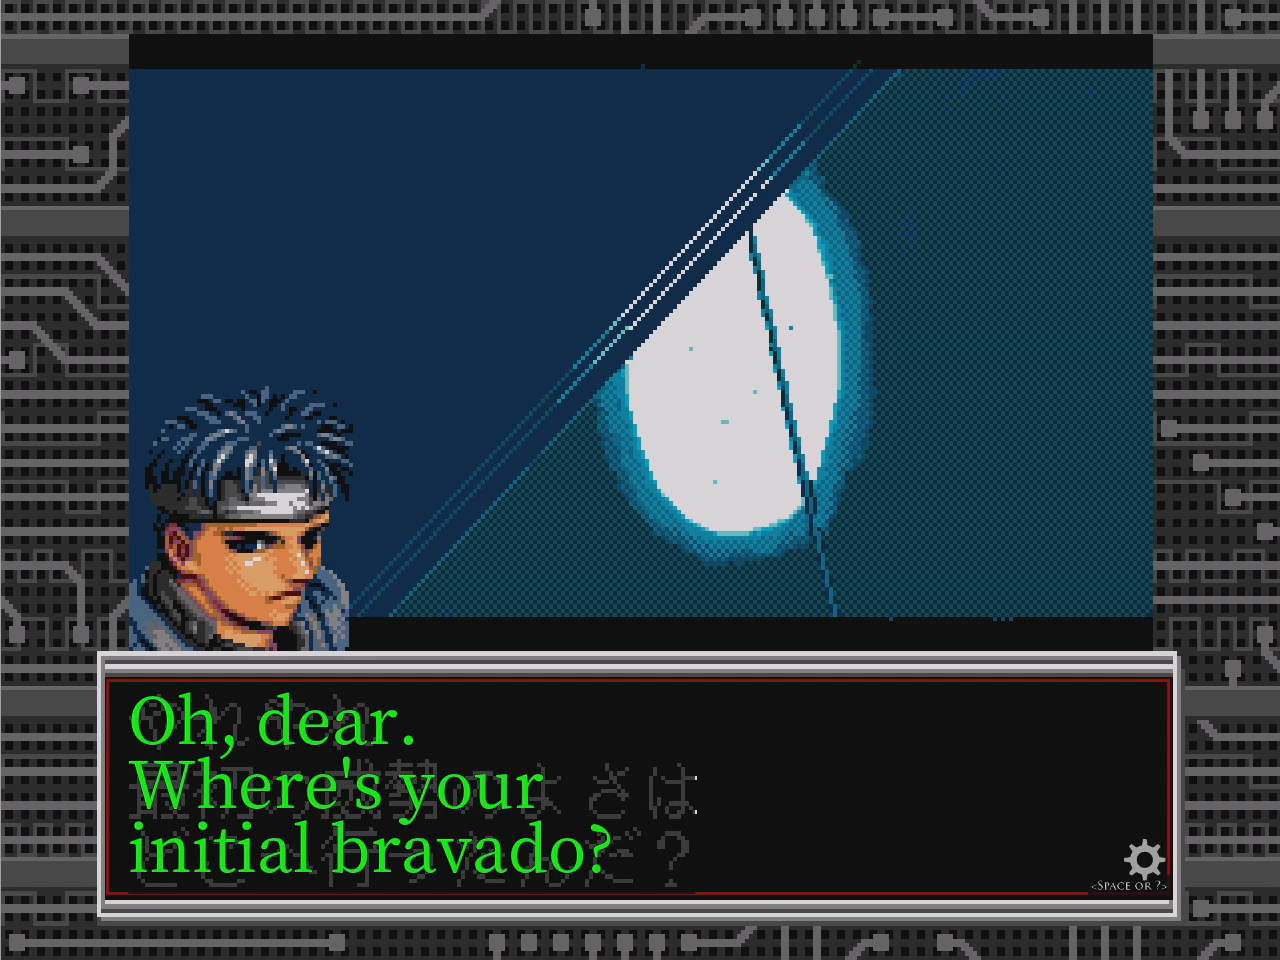 Oh, dear.
Where's your
initial bravado?
<SPACE OR ?>